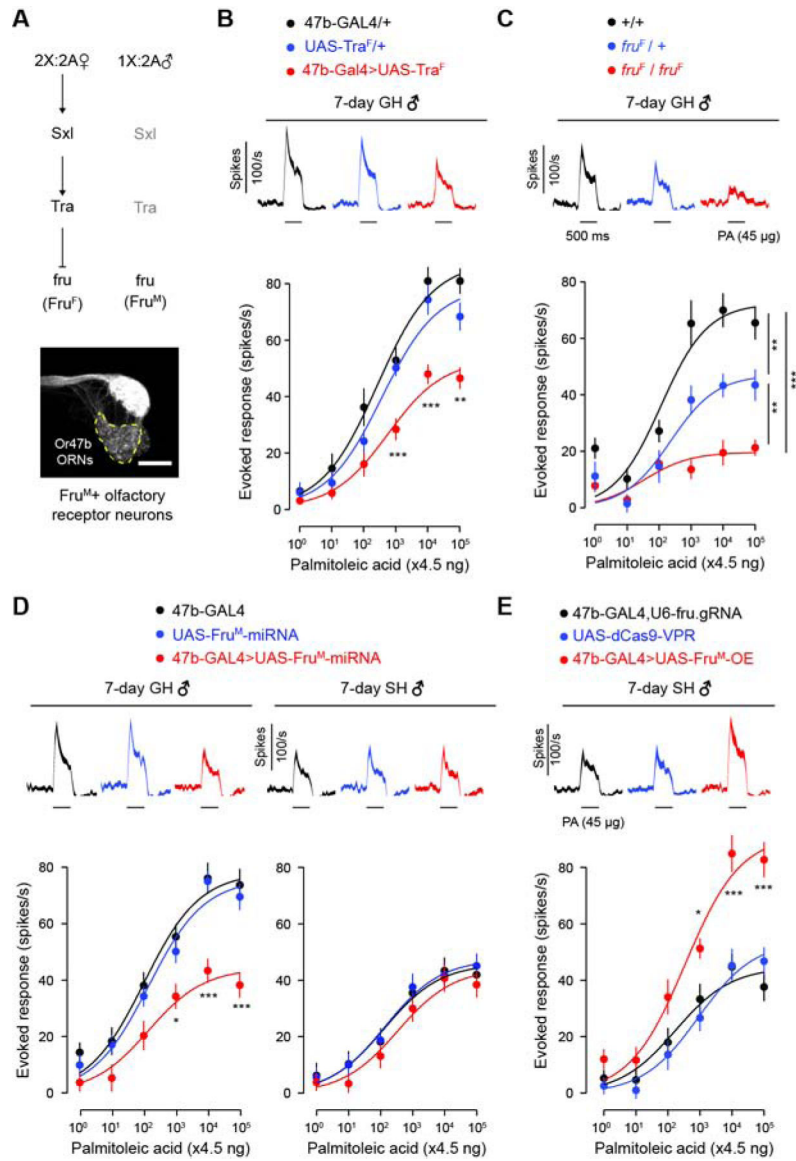 A
2X:2A♀ 1X:2A♂
Sxl Sxl
Tra Tra
fru fru
(Fruᶠ) (Fruᴹ)
Or47b
ORNs
Fruᴹ+ olfactory
receptor neurons
B
47b-GAL4/+
UAS-Traᶠ/+
47b-Gal4>UAS-Traᶠ
7-day GH ♂
Spikes
100/s
Evoked response (spikes/s)
80
60
40
20
0
***
***
**
10⁰ 10¹ 10² 10³ 10⁴ 10⁵
Palmitoleic acid (x4.5 ng)
C
+/+
fruᶠ / +
fruᶠ / fruᶠ
7-day GH ♂
Spikes
100/s
500 ms PA (45 µg)
Evoked response (spikes/s)
80
60
40
20
0
**
**
***
10⁰ 10¹ 10² 10³ 10⁴ 10⁵
Palmitoleic acid (x4.5 ng)
D
47b-GAL4
UAS-Fruᴹ-miRNA
47b-GAL4>UAS-Fruᴹ-miRNA
7-day GH ♂ 7-day SH ♂
Spikes
100/s
Evoked response (spikes/s)
80
60
40
20
0
*
***
***
10⁰ 10¹ 10² 10³ 10⁴ 10⁵
Palmitoleic acid (x4.5 ng)
80
60
40
20
0
10⁰ 10¹ 10² 10³ 10⁴ 10⁵
Palmitoleic acid (x4.5 ng)
E
47b-GAL4,U6-fru.gRNA
UAS-dCas9-VPR
47b-GAL4>UAS-Fruᴹ-OE
7-day SH ♂
Spikes
100/s
PA (45 µg)
Evoked response (spikes/s)
80
60
40
20
0
*
***
***
10⁰ 10¹ 10² 10³ 10⁴ 10⁵
Palmitoleic acid (x4.5 ng)